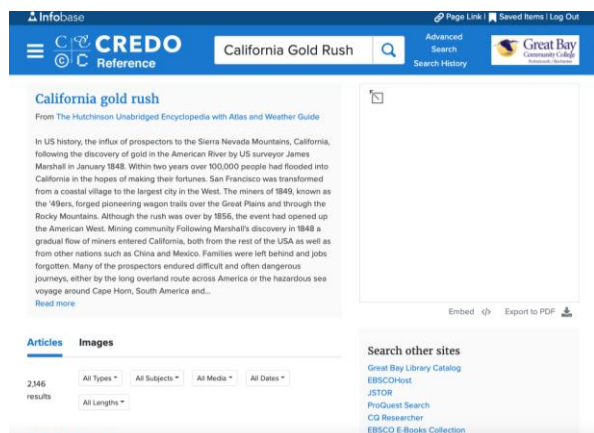 Infobase
Page Link | Saved Items | Log Out
CREDO
Reference
California Gold Rush
Advanced
Search
Search History
Great Bay
Community College
California gold rush
From The Hutchinson Unabridged Encyclopedia with Atlas and Weather Guide
In US history, the influx of prospectors to the Sierra Nevada Mountains, California,
following the discovery of gold in the American River by US surveyor James
Marshall in January 1848. Within two years over 100,000 people had flooded into
California in the hopes of making their fortunes. San Francisco was transformed
from a coastal village to the largest city in the West. The miners of 1849, known as
the '49ers, forged pioneering wagon trails over the Great Plains and through the
Rocky Mountains. Although the rush was over by 1856, the event had opened up
the American West. Mining community Following Marshall's discovery in 1848 a
gradual flow of miners entered California, both from the rest of the USA as well as
from other nations such as China and Mexico. Families were left behind and jobs
forgotten. Many of the prospectors endured difficult and often dangerous
journeys, either by the long overland route across America or the hazardous sea
voyage around Cape Horn, South America and...
Read more
Embed </> Export to PDF
Articles Images
2,146
results
All Types
All Subjects
All Media
All Dates
All Lengths
Search other sites
Great Bay Library Catalog
EBSCOHost
JSTOR
ProQuest Search
CQ Researcher
EBSCO E-Books Collection